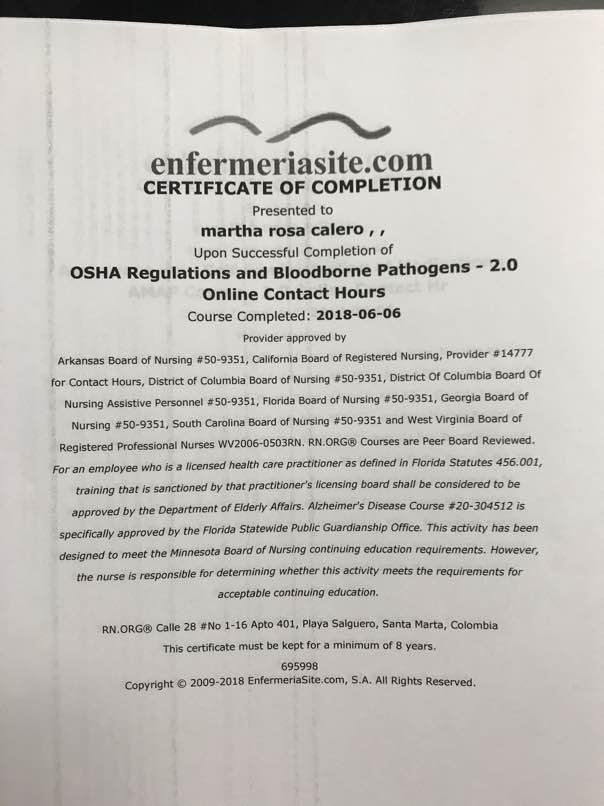 enfermeriasite.com
CERTIFICATE OF COMPLETION
Presented to
martha rosa calero , ,
Upon Successful Completion of
OSHA Regulations and Bloodborne Pathogens - 2.0
Online Contact Hours
Course Completed: 2018-06-06
Provider approved by
Arkansas Board of Nursing #50-9351, California Board of Registered Nursing, Provider #14777
for Contact Hours, District of Columbia Board of Nursing #50-9351, District Of Columbia Board Of
Nursing Assistive Personnel #50-9351, Florida Board of Nursing #50-9351, Georgia Board of
Nursing #50-9351, South Carolina Board of Nursing #50-9351 and West Virginia Board of
Registered Professional Nurses WV2006-0503RN. RN.ORG® Courses are Peer Board Reviewed.
For an employee who is a licensed health care practitioner as defined in Florida Statutes 456.001,
training that is sanctioned by that practitioner's licensing board shall be considered to be
approved by the Department of Elderly Affairs. Alzheimer's Disease Course #20-304512 is
specifically approved by the Florida Statewide Public Guardianship Office. This activity has been
designed to meet the Minnesota Board of Nursing continuing education requirements. However,
the nurse is responsible for determining whether this activity meets the requirements for
acceptable continuing education.
RN.ORG® Calle 28 #No 1-16 Apto 401, Playa Salguero, Santa Marta, Colombia
This certificate must be kept for a minimum of 8 years.
695998
Copyright © 2009-2018 EnfermeriaSite.com, S.A. All Rights Reserved.